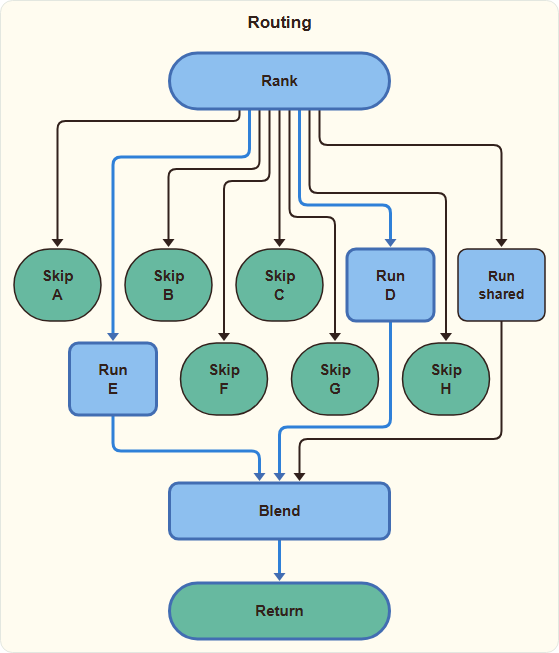 Routing
Rank
Skip
A
Skip
B
Skip
C
Run
D
Run
shared
Run
E
Skip
F
Skip
G
Skip
H
Blend
Return